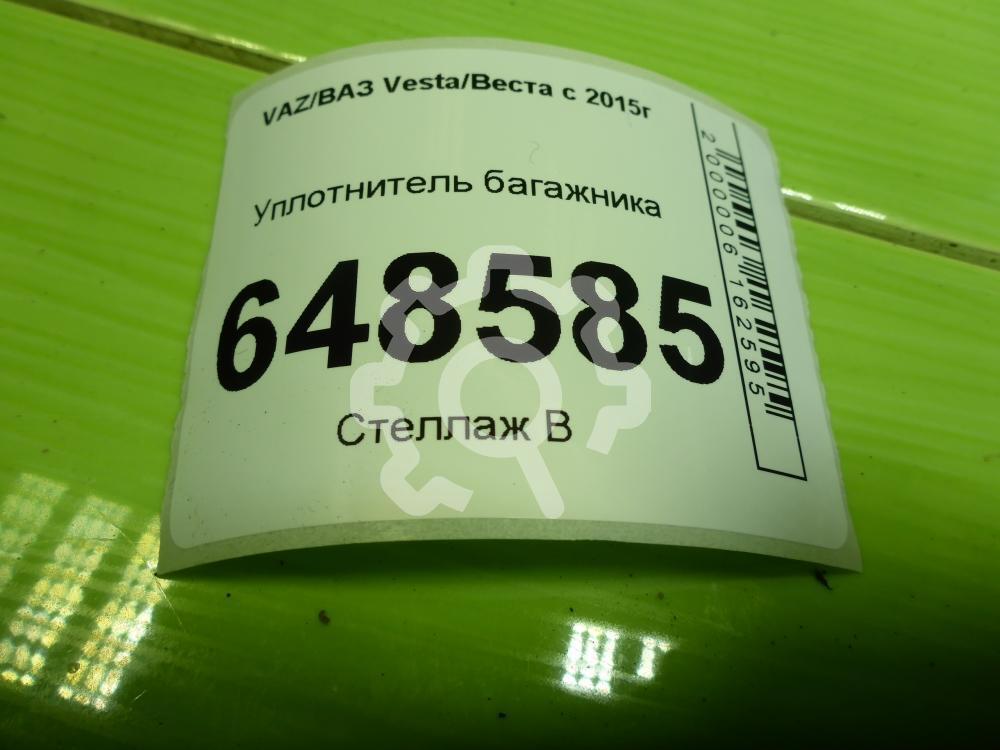 VAZ/ВАЗ Vesta/Веста с 2015г
Уплотнитель багажника
648585
Стеллаж В
2000006162595